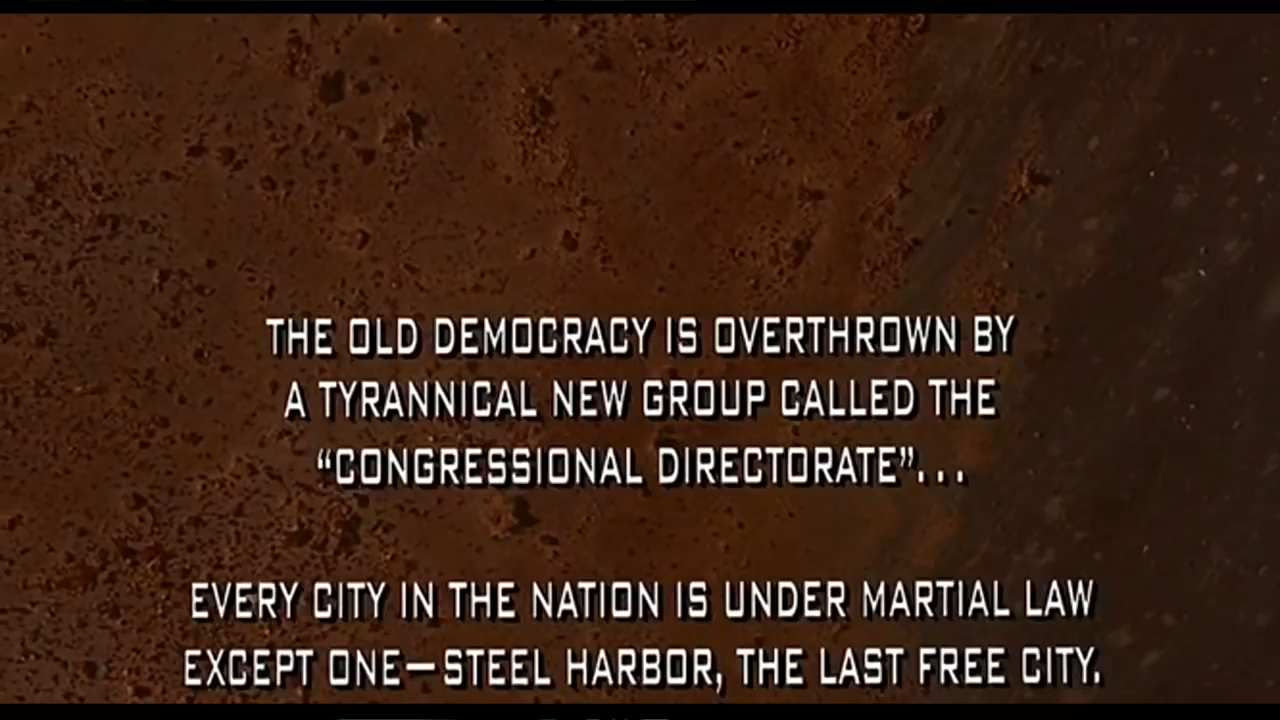 THE OLD DEMOCRACY IS OVERTHROWN BY
A TYRANNICAL NEW GROUP CALLED THE
“CONGRESSIONAL DIRECTORATE”...
EVERY CITY IN THE NATION IS UNDER MARTIAL LAW
EXCEPT ONE—STEEL HARBOR, THE LAST FREE CITY.